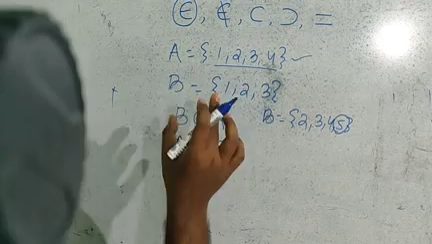 ∈, ∉, ⊂, ⊃, =
A = {1,2,3,4}
B = {1,2,3}
B B = {2,3,4,5}